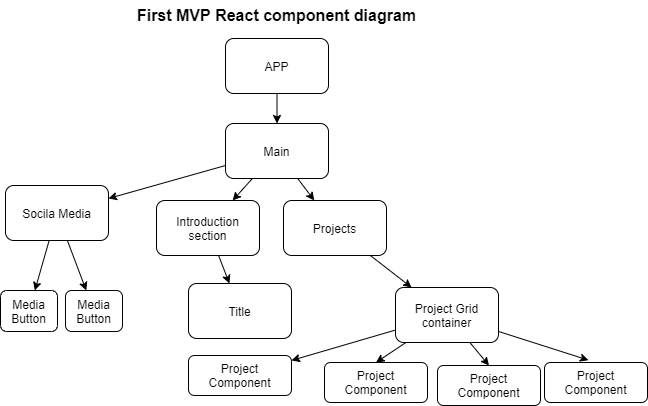 First MVP React component diagram
APP
Main
Socila Media
Introduction
section
Projects
Media
Button
Media
Button
Title
Project Grid
container
Project
Component
Project
Component
Project
Component
Project
Component